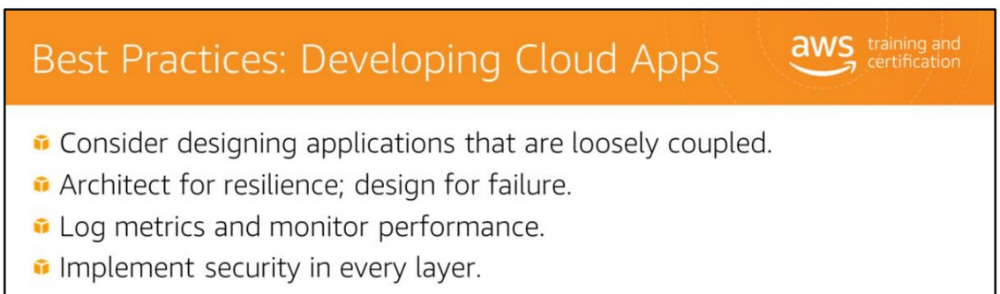 Best Practices: Developing Cloud Apps
aws training and
certification
Consider designing applications that are loosely coupled.
Architect for resilience; design for failure.
Log metrics and monitor performance.
Implement security in every layer.